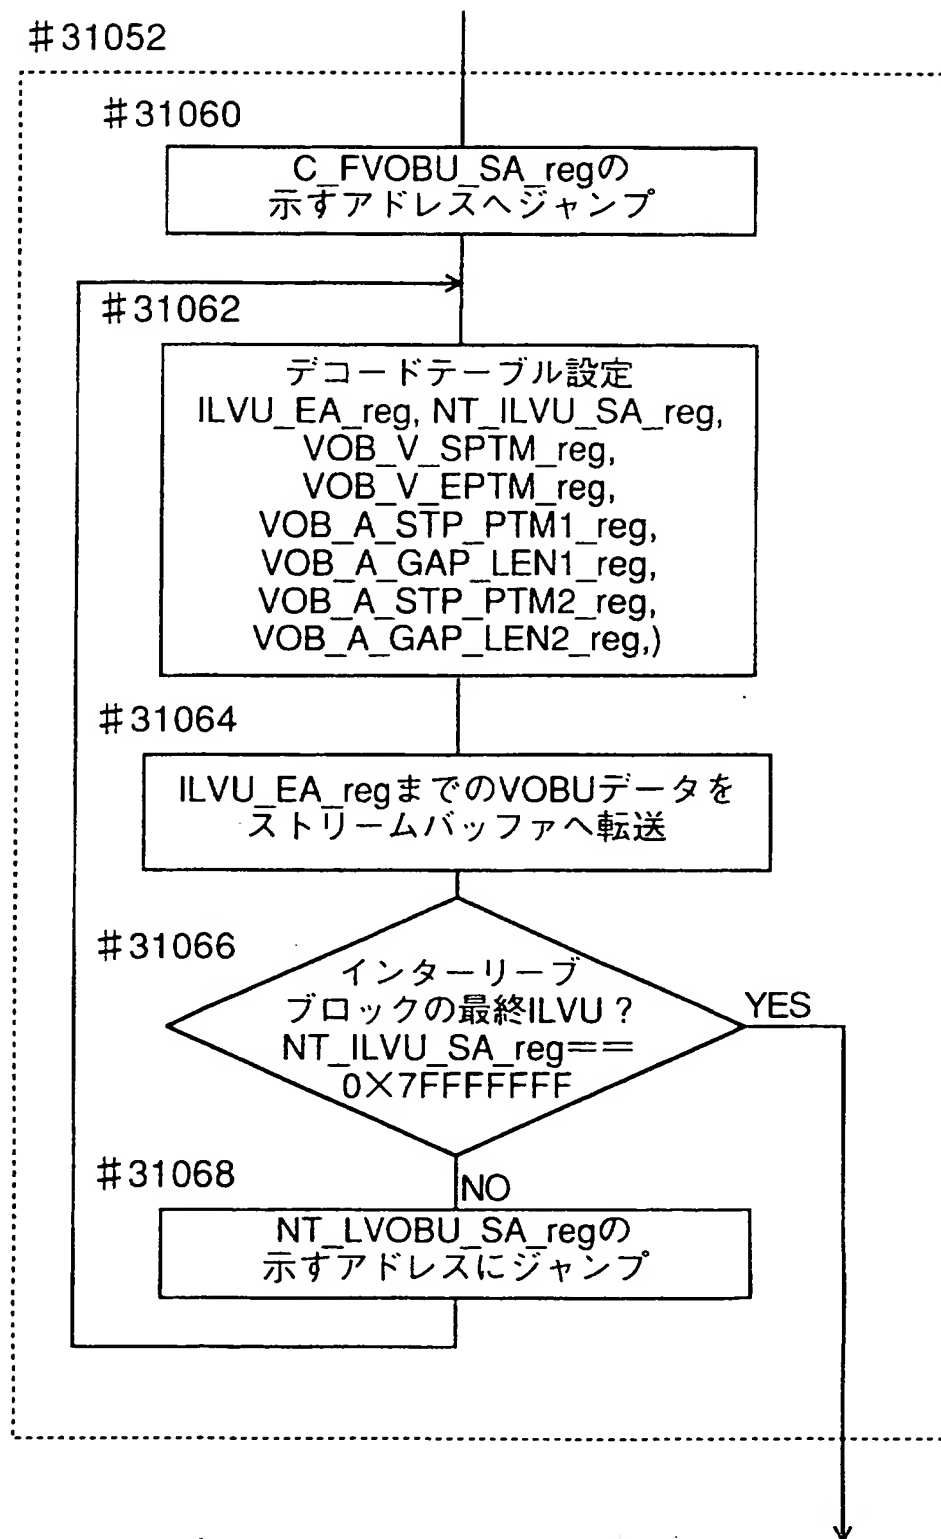 #31052
#31060
C_FVOBU_SA_regの
示すアドレスへジャンプ
#31062
デコードテーブル設定
ILVU_EA_reg, NT_ILVU_SA_reg,
VOB_V_SPTM_reg,
VOB_V_EPTM_reg,
VOB_A_STP_PTM1_reg,
VOB_A_GAP_LEN1_reg,
VOB_A_STP_PTM2_reg,
VOB_A_GAP_LEN2_reg,)
#31064
ILVU_EA_regまでのVOBUデータを
ストリームバッファへ転送
#31066
インターリーブ
ブロックの最終ILVU?
NT_ILVU_SA_reg==
0×7FFFFFFF
YES
#31068
NO
NT_LVOBU_SA_regの
示すアドレスにジャンプ